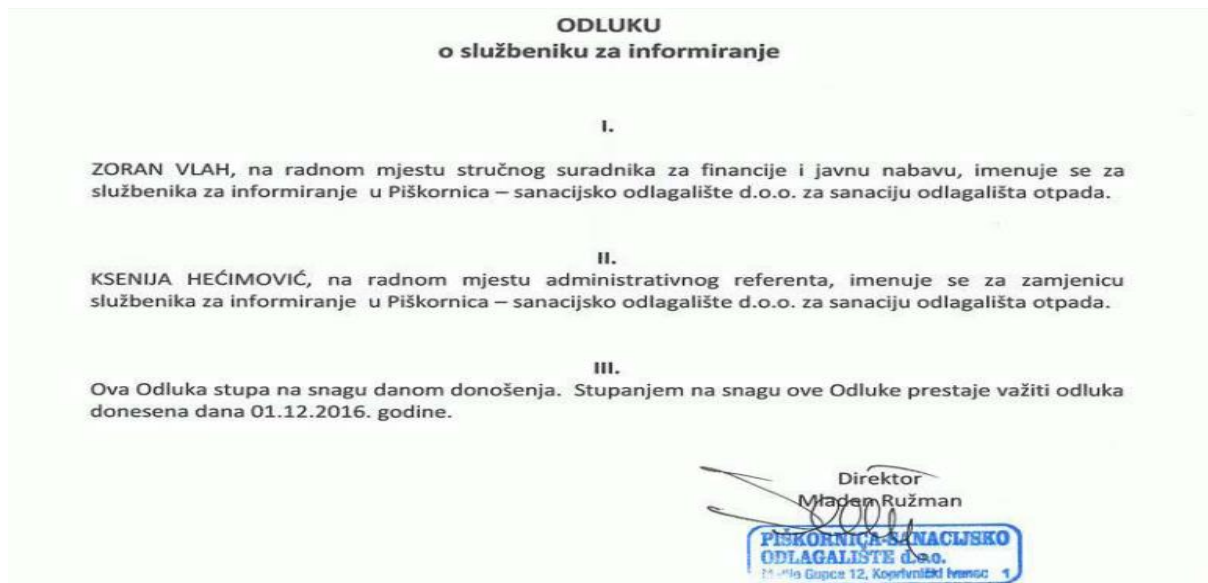 ODLUKU
o službeniku za informiranje
I.
ZORAN VLAH, na radnom mjestu stručnog suradnika za financije i javnu nabavu, imenuje se za
službenika za informiranje u Piškornica – sanacijsko odlagalište d.o.o. za sanaciju odlagališta otpada.
II.
KSENIJA HEĆIMOVIĆ, na radnom mjestu administrativnog referenta, imenuje se za zamjenicu
službenika za informiranje u Piškornica – sanacijsko odlagalište d.o.o. za sanaciju odlagališta otpada.
III.
Ova Odluka stupa na snagu danom donošenja. Stupanjem na snagu ove Odluke prestaje važiti odluka
donesena dana 01.12.2016. godine.
Direktor
Mladen Ružman
PIŠKORNICA-SANACIJSKO
ODLAGALIŠTE d.o.o.
Gupca 12, Koprivnički Ivanec 1